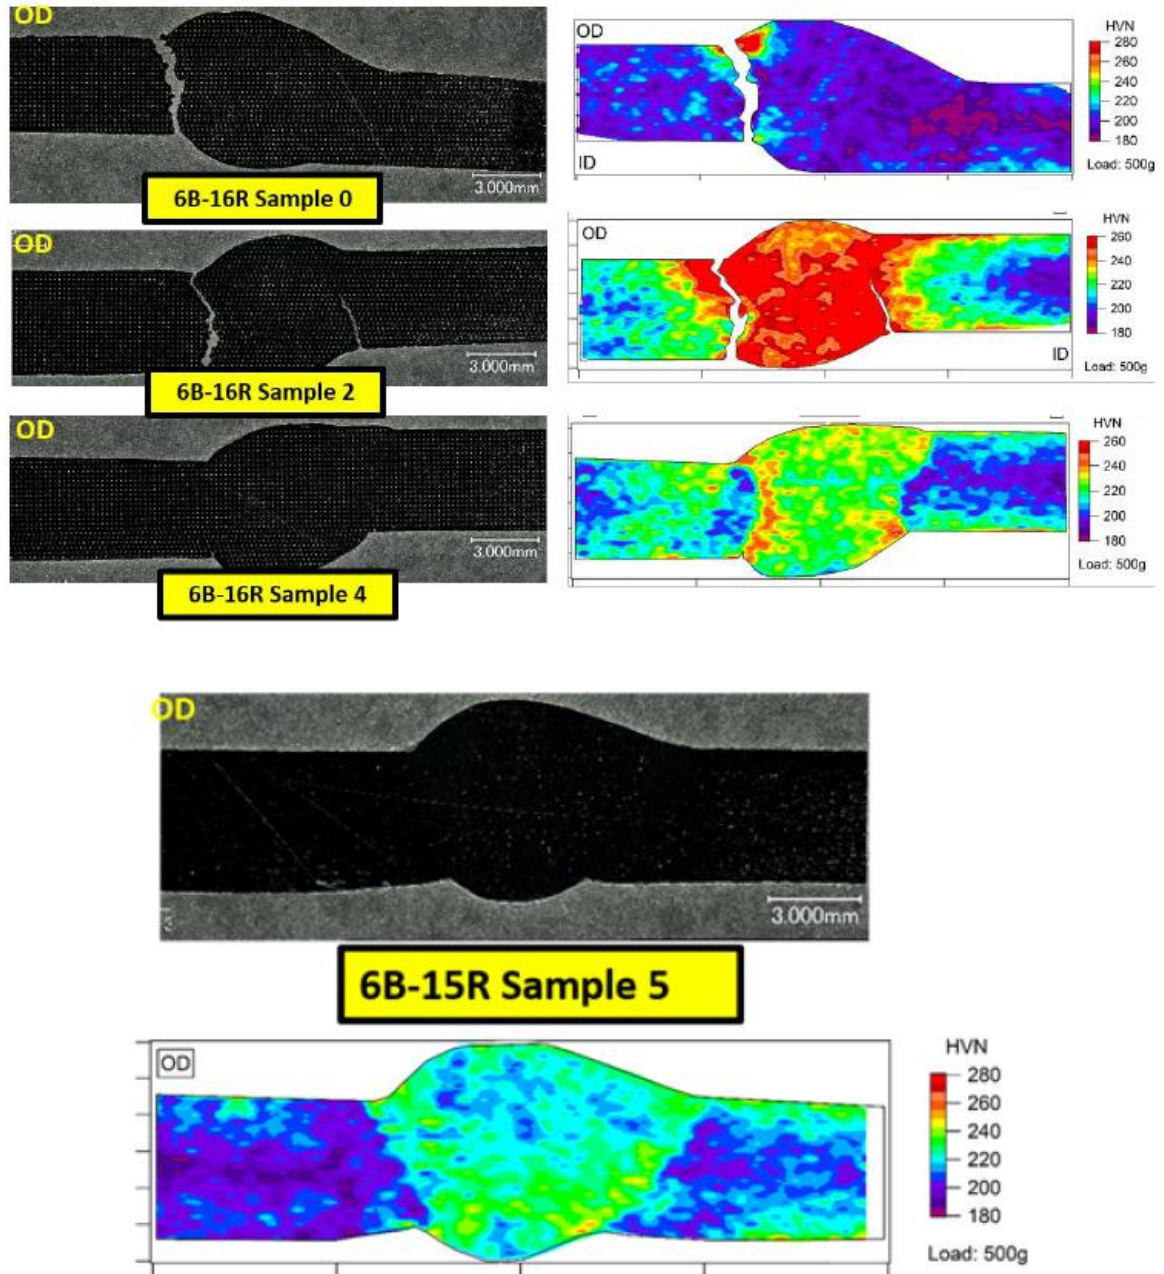 OD
3.000mm
6B-16R Sample 0
OD
ID
HVN
280
260
240
220
200
180
Load: 500g
OD
3.000mm
6B-16R Sample 2
OD
ID
HVN
260
240
220
200
180
Load: 500g
OD
3.000mm
6B-16R Sample 4
HVN
260
240
220
200
180
Load: 500g
OD
3.000mm
6B-15R Sample 5
OD
HVN
280
260
240
220
200
180
Load: 500g